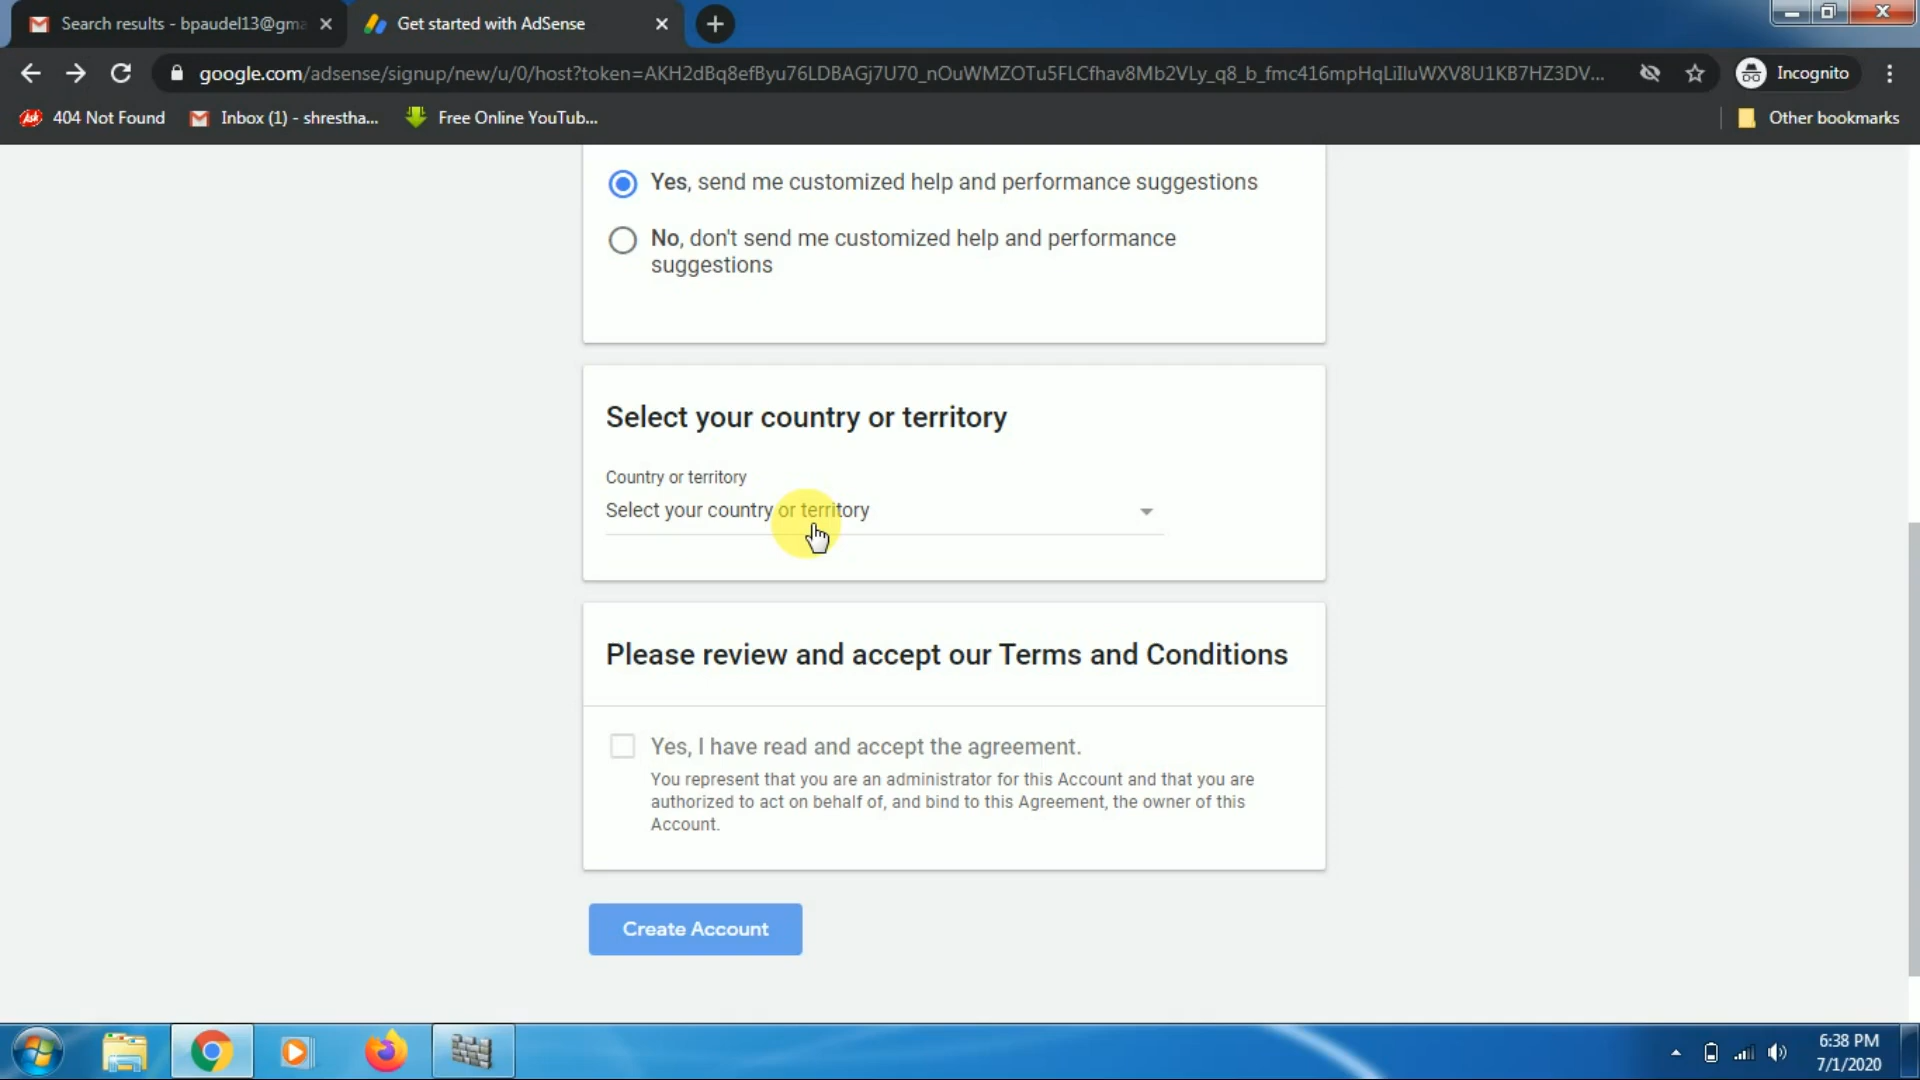 Search results - bpaudel13@gma
Get started with AdSense
google.com/adsense/signup/new/u/0/host?token=AKH2dBq8efByu76LDBAGj7U70_nOuWMZOTu5FLCfhav8Mb2VLy_q8_b_fmc416mpHqLiIluWXV8U1KB7HZ3DV...
Incognito
404 Not Found
Inbox (1) - shrestha...
Free Online YouTub...
Other bookmarks
Yes, send me customized help and performance suggestions
No, don't send me customized help and performance
suggestions
Select your country or territory
Country or territory
Select your country or territory
Please review and accept our Terms and Conditions
Yes, I have read and accept the agreement.
You represent that you are an administrator for this Account and that you are
authorized to act on behalf of, and bind to this Agreement, the owner of this
Account.
Create Account
6:38 PM
7/1/2020